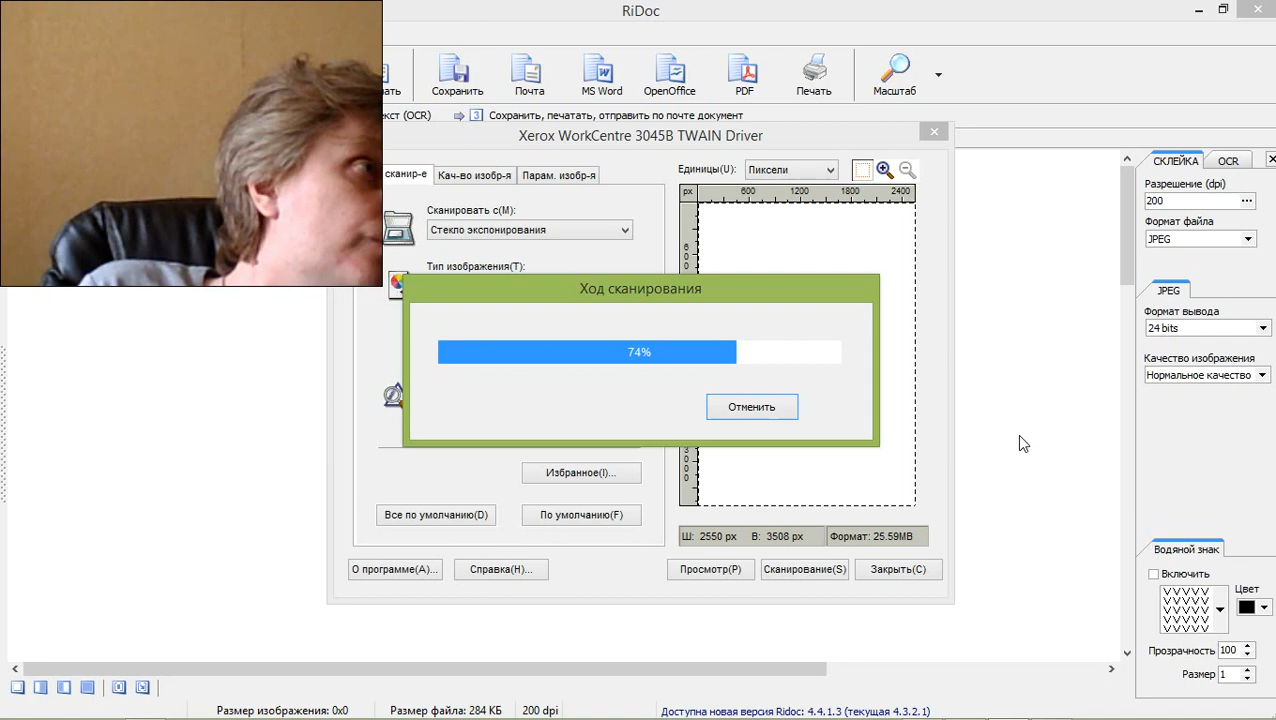 RiDoc
Сохранить
Почта
MS Word
OpenOffice
PDF
Печать
Масштаб
(OCR)
3 Сохранить, печатать, отправить по почте документ
Xerox WorkCentre 3045B TWAIN Driver
сканир-е
Кач-во изобр-я
Парам. изобр-я
Единицы(U):
Пиксели
px
600 1200 1800 2400
Сканировать с(M):
Стекло экспонирования
Тип изображения(T):
Ход сканирования
74%
Отменить
Избранное(I)...
Все по умолчанию(D)
По умолчанию(F)
Ш: 2550 px
В: 3508 px
Формат: 25.59MB
О программе(A)...
Справка(H)...
Просмотр(P)
Сканирование(S)
Закрыть(C)
СКЛЕЙКА
OCR
Разрешение (dpi)
200
Формат файла
JPEG
JPEG
Формат вывода
24 bits
Качество изображения
Нормальное качество
Водяной знак
Включить
Цвет
Прозрачность 100
Размер 1
Размер изображения: 0x0
Размер файла: 284 КБ
200 dpi
Доступна новая версия Ridoc: 4.4.1.3 (текущая 4.3.2.1)